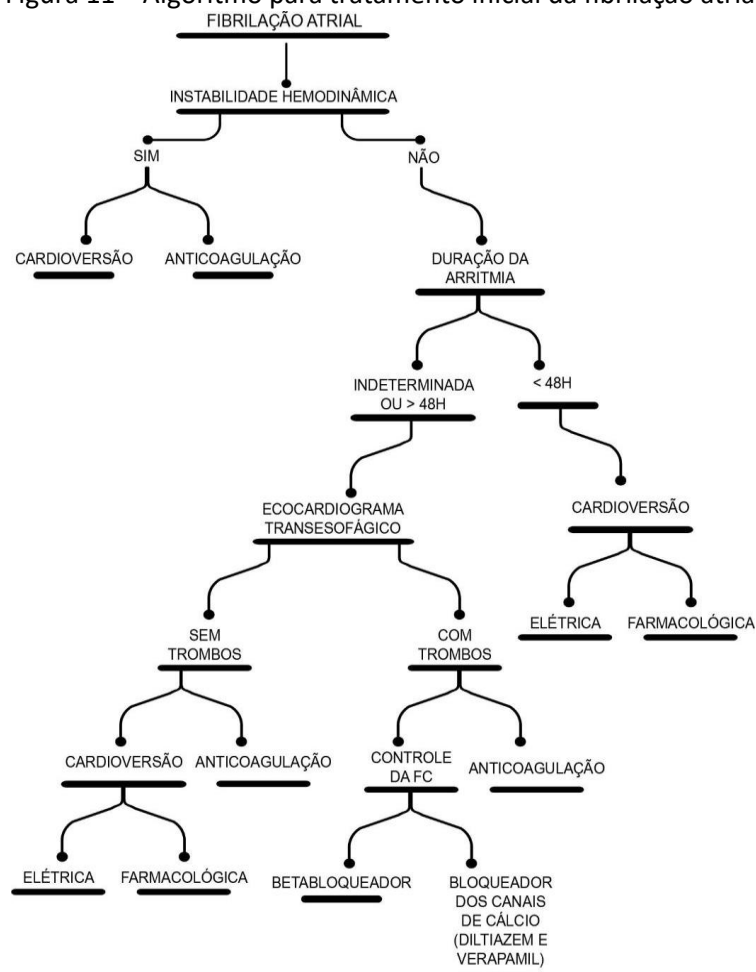 Figura 11 – Algoritmo para tratamento inicial da fibrilação atria
FIBRILAÇÃO ATRIAL
INSTABILIDADE HEMODINÂMICA
SIM
NÃO
CARDIOVERSÃO
ANTICOAGULAÇÃO
DURAÇÃO DA
ARRITMIA
INDETERMINADA
OU > 48H
< 48H
ECOCARDIOGRAMA
TRANSESOFÁGICO
CARDIOVERSÃO
ELÉTRICA
FARMACOLÓGICA
SEM
TROMBOS
COM
TROMBOS
CARDIOVERSÃO
ANTICOAGULAÇÃO
CONTROLE
DA FC
ANTICOAGULAÇÃO
ELÉTRICA
FARMACOLÓGICA
BETABLOQUEADOR
BLOQUEADOR
DOS CANAIS
DE CÁLCIO
(DILTIAZEM E
VERAPAMIL)